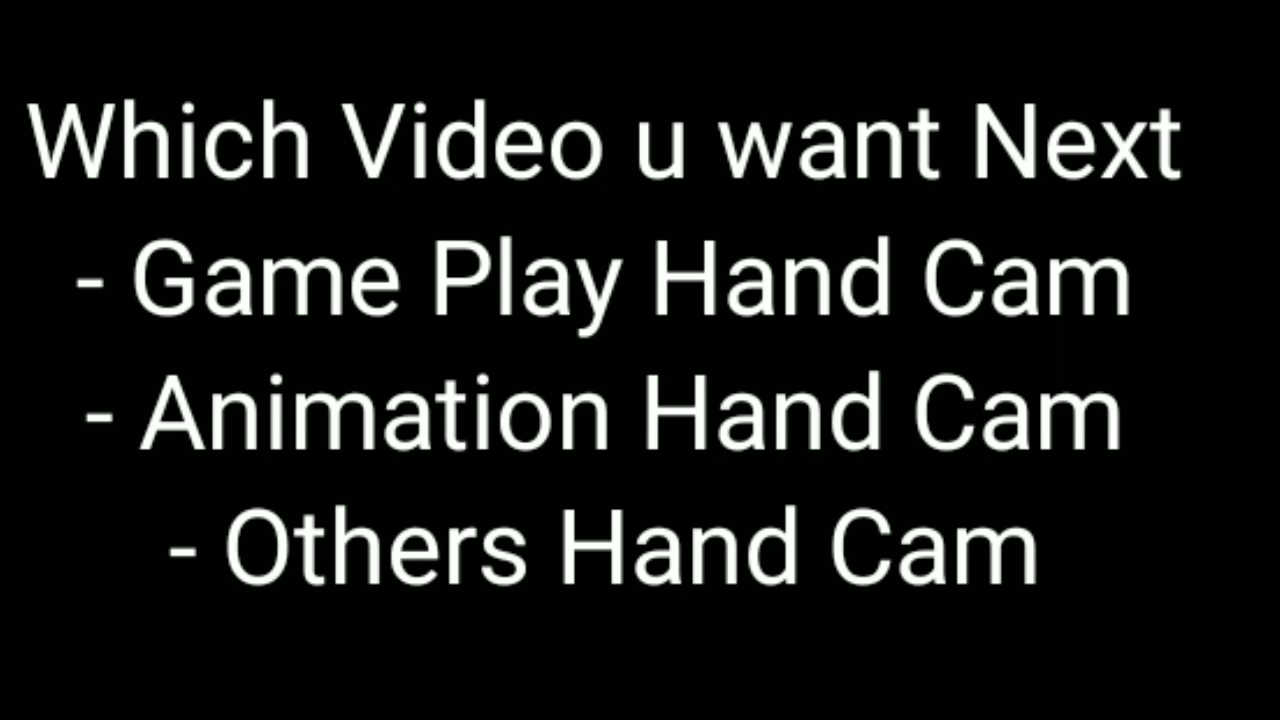 Which Video u want Next
- Game Play Hand Cam
- Animation Hand Cam
- Others Hand Cam